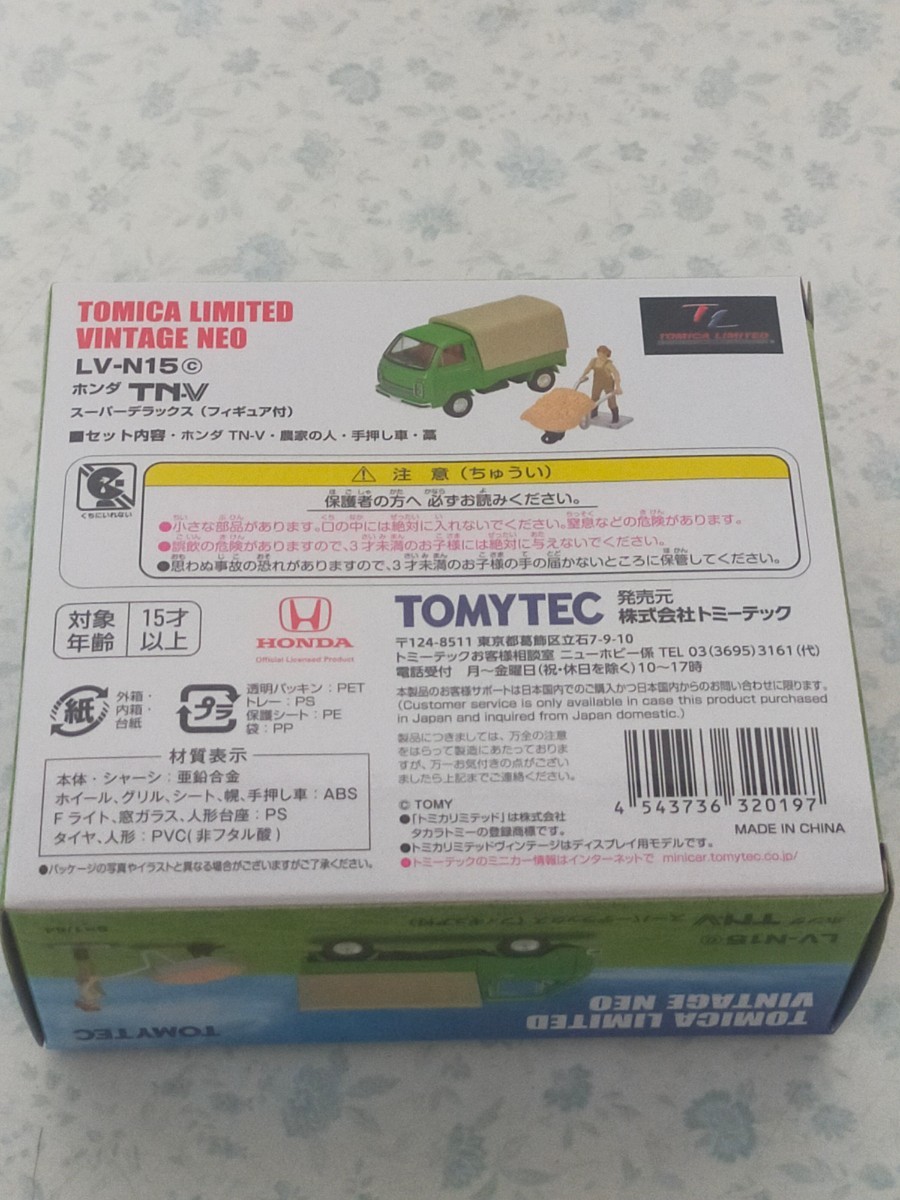 TOMICA LIMITED
VINTAGE NEO
LV-N15ⓒ
ホンダ TN-V
スーパーデラックス(フィギュア付)
■セット内容・ホンダ TN-V・農家の人・手押し車・藁
TL
TOMICA LIMITED
くちにいれない
⚠ 注 意(ちゅうい)
保護者の方へ 必ずお読みください。
●小さな部品があります。口の中には絶対に入れないでください。窒息などの危険があります。
●誤飲の危険がありますので、3才未満のお子様には絶対に与えないでください。
●思わぬ事故の恐れがありますので、3才未満のお子様の手の届かないところに保管してください。
対象年齢 15才以上
HONDA
Official Licensed Product
TOMYTEC 発売元 株式会社トミーテック
〒124-8511 東京都葛飾区立石7-9-10
トミーテックお客様相談室 ニューホビー係 TEL 03(3695)3161(代)
電話受付 月~金曜日(祝・休日を除く)10~17時
紙 外箱・内箱・台紙
プラ
透明パッキン:PET
トレー:PS
保護シート:PE
袋:PP
本製品のお客様サポートは日本国内でのご購入かつ日本国内からのお問い合わせに限ります。
(Customer service is only available in case this product purchased
in Japan and inquired from Japan domestic.)
材質表示
本体・シャーシ:亜鉛合金
ホイール、グリル、シート、幌、手押し車:ABS
Fライト、窓ガラス、人形台座:PS
タイヤ、人形:PVC(非フタル酸)
●パッケージの写真やイラストと異なる場合がございますがご了承ください。
製品につきましては、万全の注意
をはらって製造にあたっておりま
すが、万一お気付きの点がござい
ましたら上記までご連絡ください。
© TOMY
●「トミカリミテッド」は株式会社
タカラトミーの登録商標です。
●トミカリミテッドヴィンテージはディスプレイ用モデルです。
●トミーテックのミニカー情報はインターネットで minicar.tomytec.co.jp/
4 543736 320197
MADE IN CHINA
TOMICA LIMITED
VINTAGE NEO
LV-N15ⓒ
ホンダ TN-V
スーパーデラックス(フィギュア付)
S=1/64
TOMYTEC